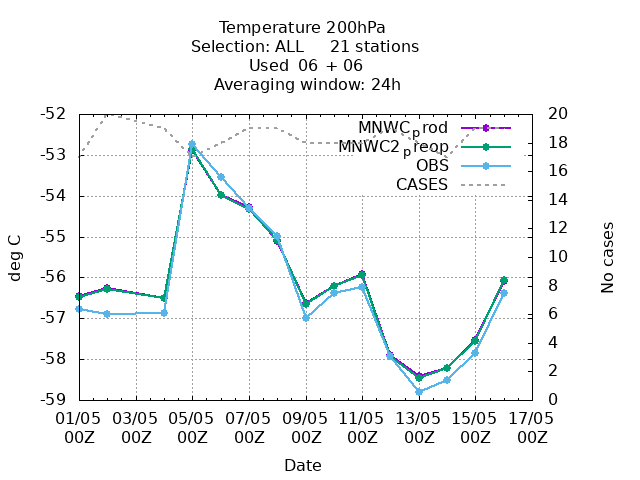 Temperature 200hPa
Selection: ALL 21 stations
Used 06 + 06
Averaging window: 24h
-52
-53
-54
-55
-56
-57
-58
-59
deg C
20
18
16
14
12
10
8
6
4
2
0
No cases
MNWCprod
MNWC2preop
OBS
CASES
01/05 03/05 05/05 07/05 09/05 11/05 13/05 15/05 17/05
00Z 00Z 00Z 00Z 00Z 00Z 00Z 00Z 00Z
Date